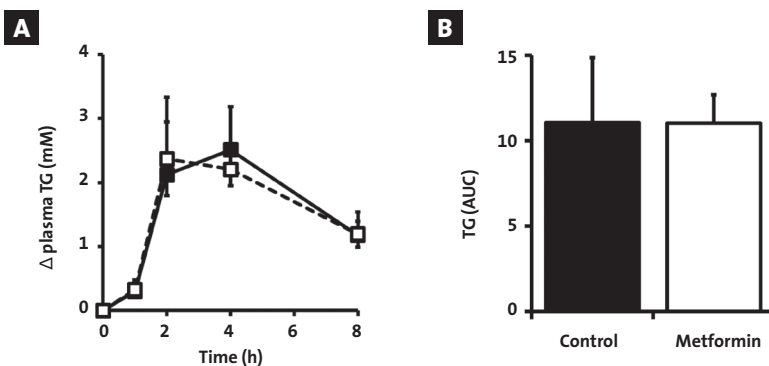 A
4
3
2
1
0
Δ plasma TG (mM)
0 2 4 6 8
Time (h)
B
15
10
5
0
TG (AUC)
Control Metformin